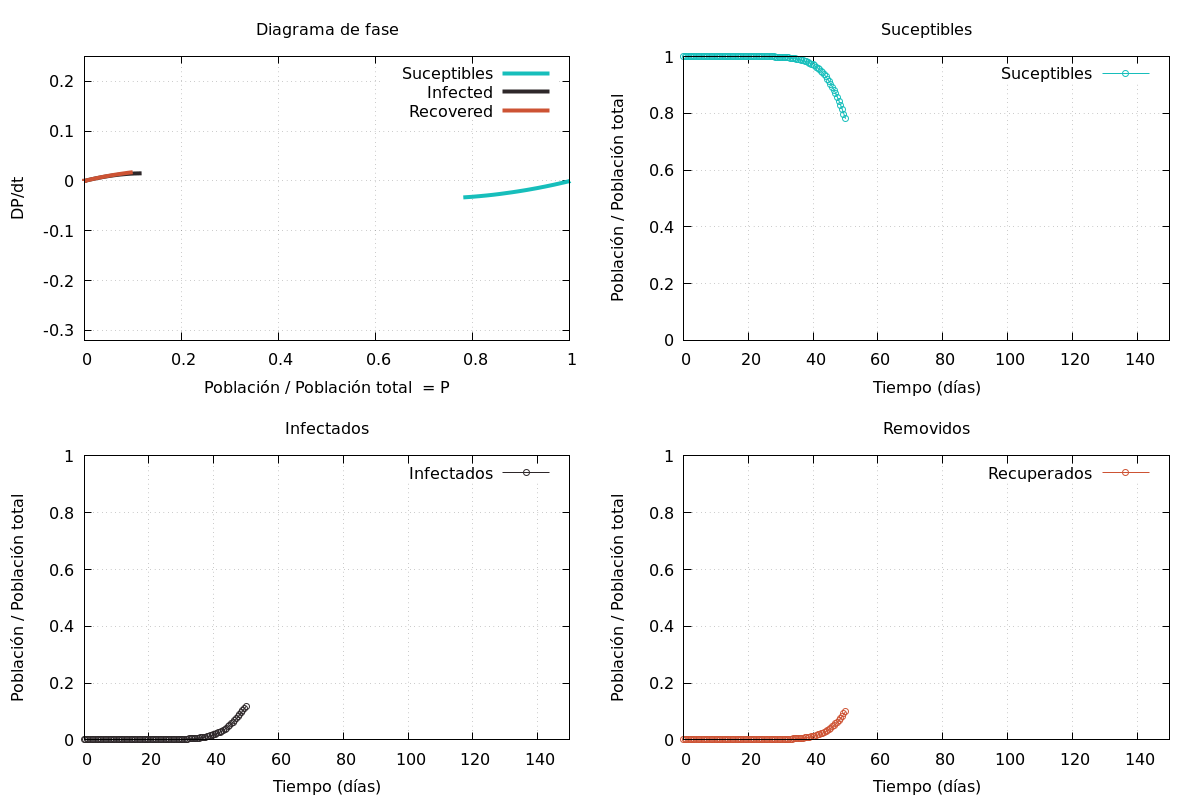 Diagrama de fase
Suceptibles
Infected
Recovered
0.2
0.1
0
-0.1
-0.2
-0.3
DP/dt
0 0.2 0.4 0.6 0.8 1
Población / Población total = P
Suceptibles
Suceptibles
1
0.8
0.6
0.4
0.2
0
Población / Población total
0 20 40 60 80 100 120 140
Tiempo (días)
Infectados
Infectados
1
0.8
0.6
0.4
0.2
0
Población / Población total
0 20 40 60 80 100 120 140
Tiempo (días)
Removidos
Recuperados
1
0.8
0.6
0.4
0.2
0
Población / Población total
0 20 40 60 80 100 120 140
Tiempo (días)